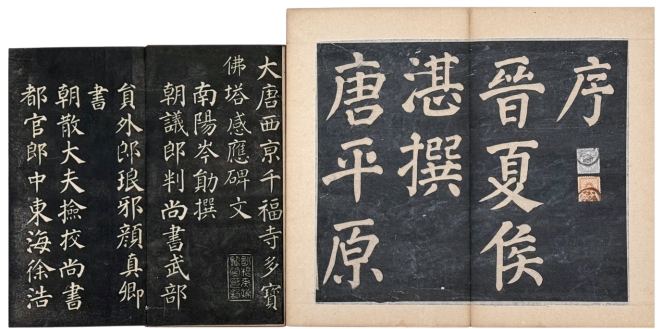 序
晉夏侯
湛撰
唐平原
大唐西京千福寺多寶
佛塔感應碑文
南陽岑勛撰
朝議郎判尚書武部
貟外郎琅邪顏真卿
書
朝散大夫撿挍尚書
都官郎中東海徐浩